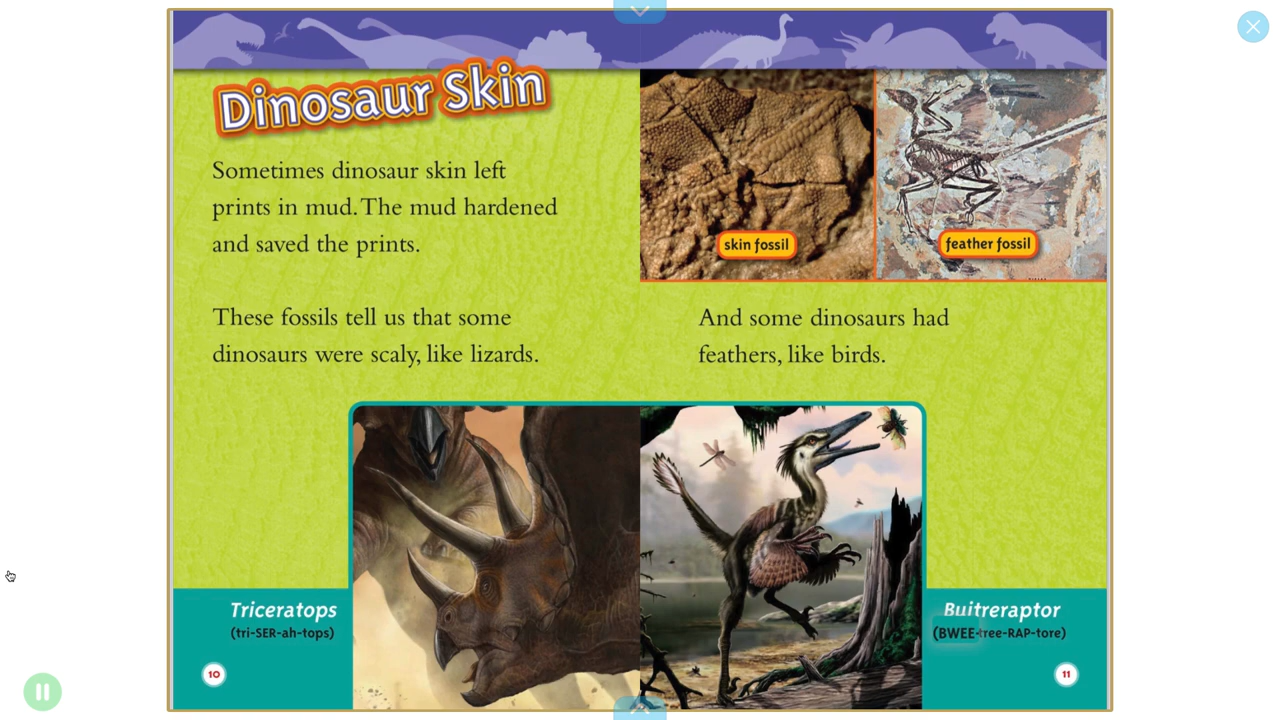 Dinosaur Skin
Sometimes dinosaur skin left
prints in mud. The mud hardened
and saved the prints.
These fossils tell us that some
dinosaurs were scaly, like lizards.
Triceratops
(tri-SER-ah-tops)
10
skin fossil
feather fossil
And some dinosaurs had
feathers, like birds.
Buitreraptor
(BWEE-tree-RAP-tore)
11